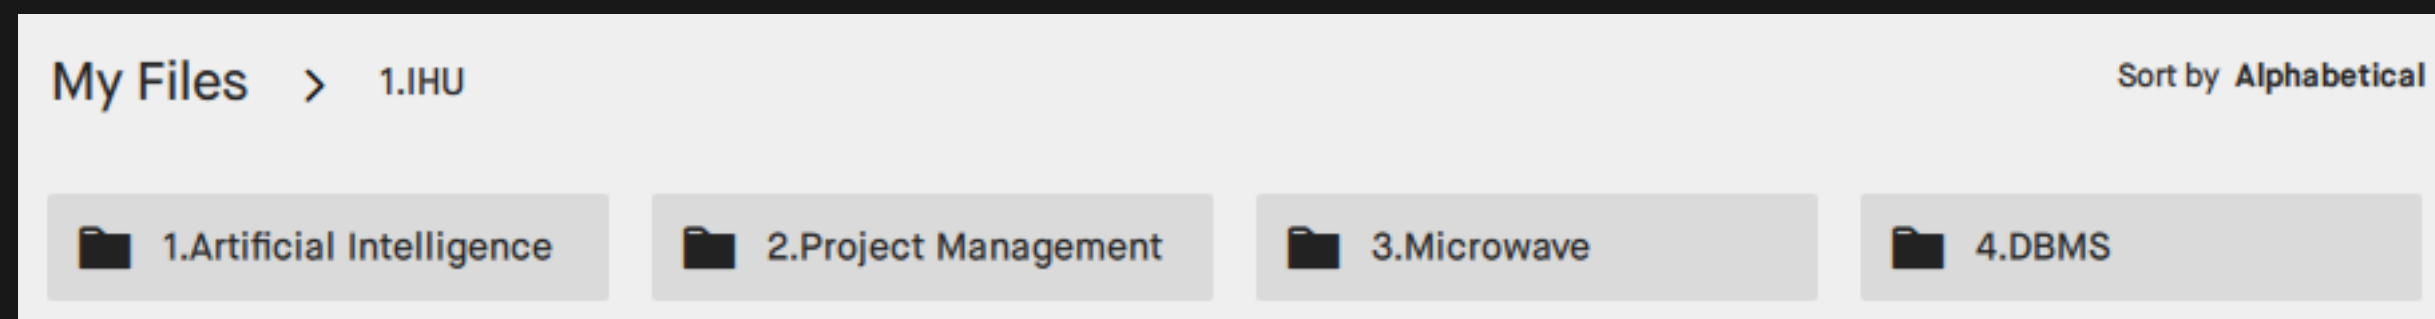 My Files > 1.IHU Sort by Alphabetical
1.Artificial Intelligence 2.Project Management 3.Microwave 4.DBMS